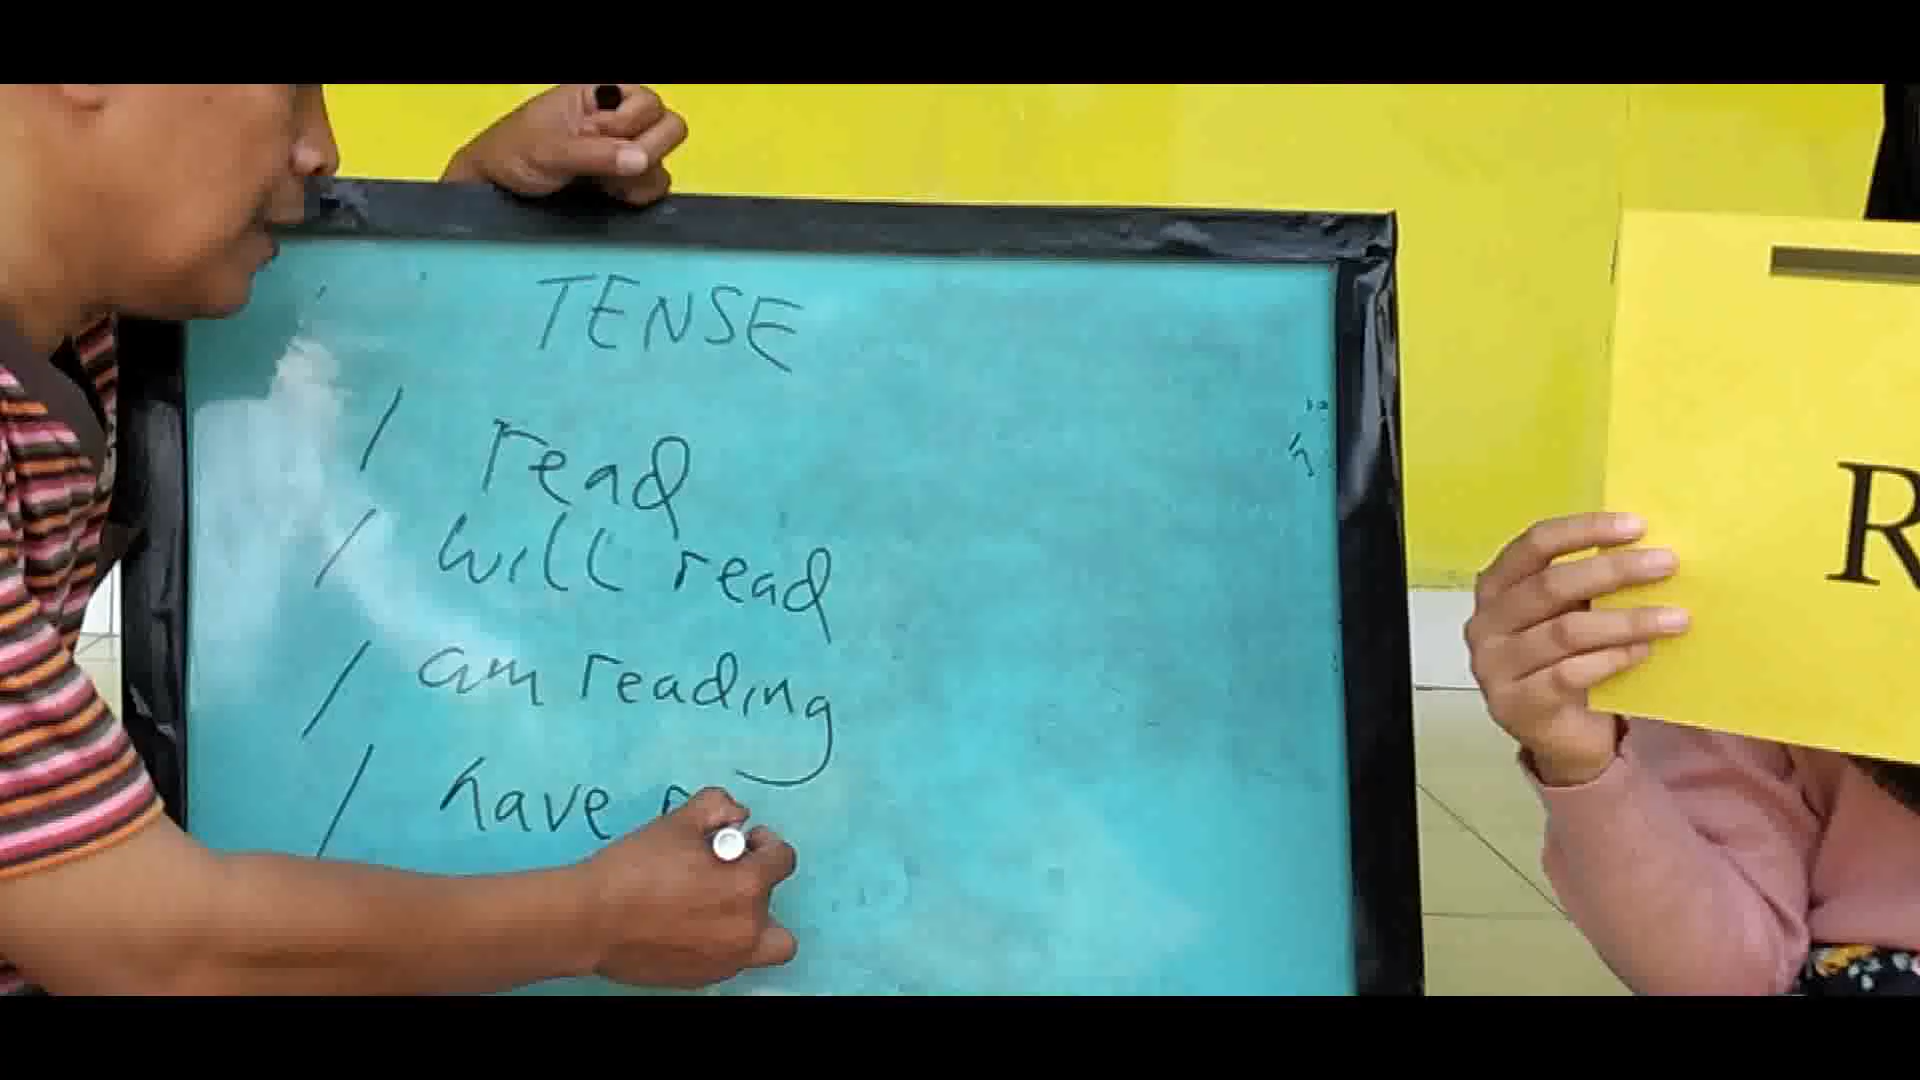 TENSE
I read
I will read
I am reading
I have
R